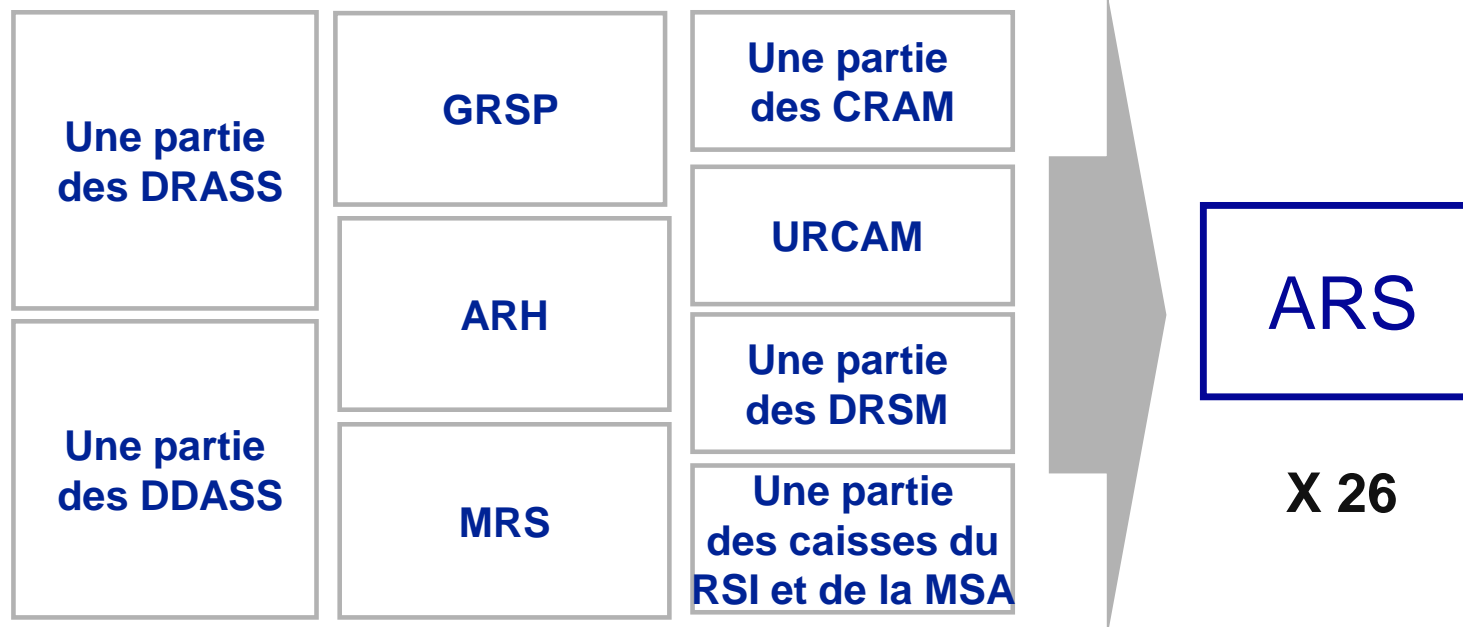 Une partie
des DRASS
Une partie
des DDASS
GRSP
ARH
MRS
Une partie
des CRAM
URCAM
Une partie
des DRSM
Une partie
des caisses du
RSI et de la MSA
ARS
X 26